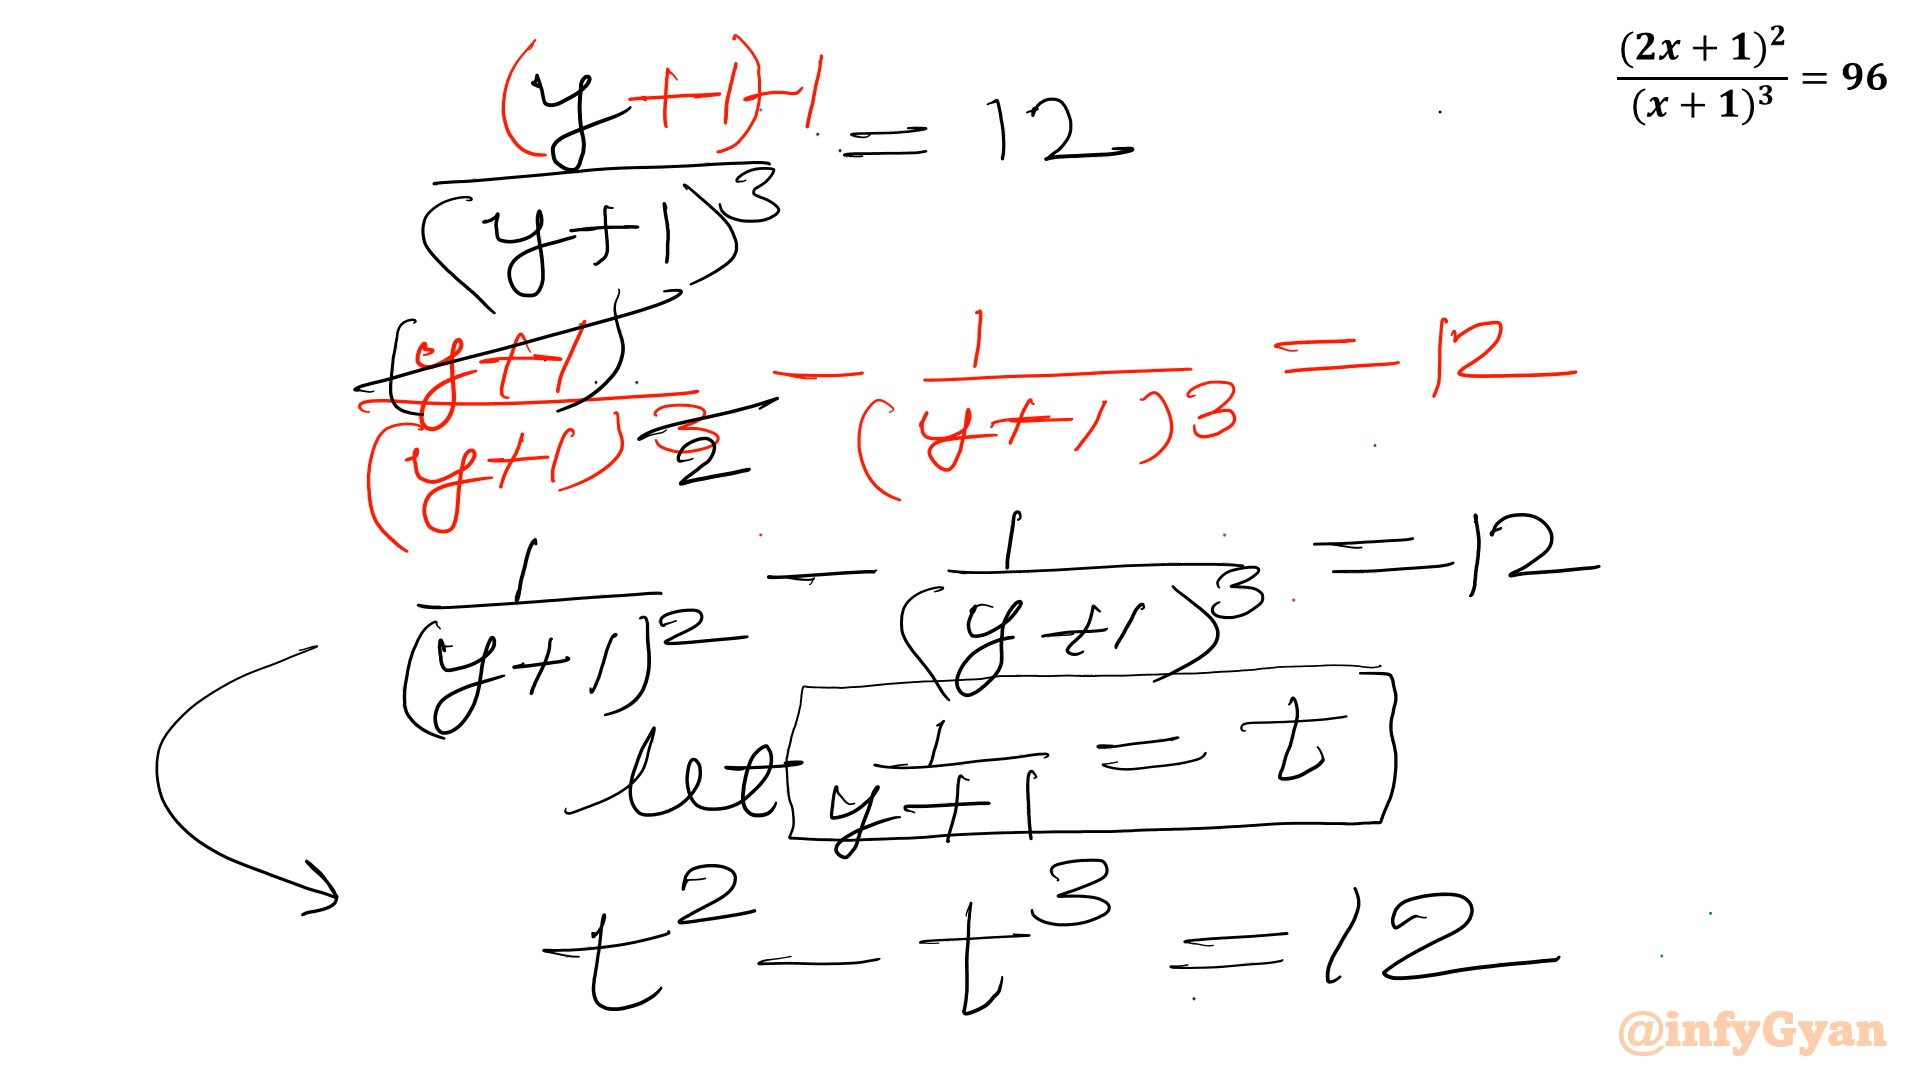 (2x + 1)² / (x + 1)³ = 96
(y + 1) - 1 / (y + 1)³ = 12
(y + 1) / (y + 1)³ 2 - 1 / (y + 1)³ = 12
1 / (y + 1)² - 1 / (y + 1)³ = 12
let 1 / y + 1 = t
t² - t³ = 12
@infyGyan